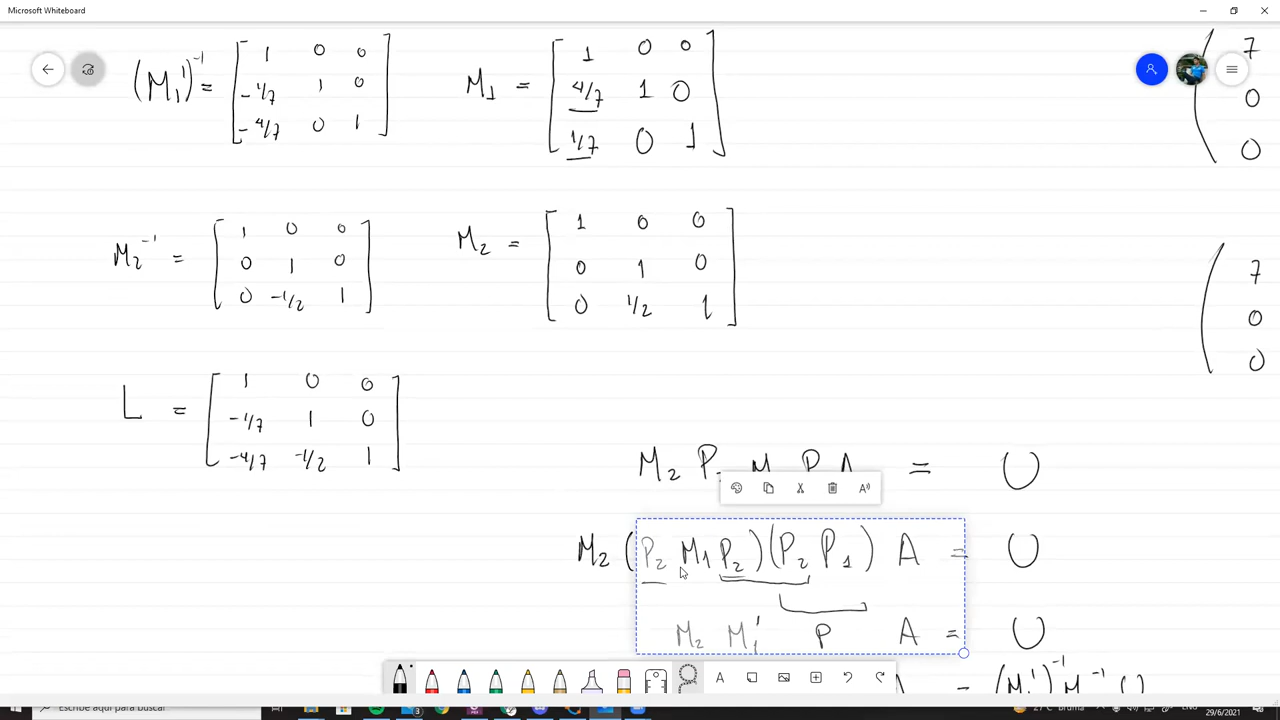 Microsoft Whiteboard
(M₁')⁻¹ = [ 1 0 0
-1/7 1 0
-4/7 0 1 ]
M₁ = [ 1 0 0
4/7 1 0
1/7 0 1 ]
( 7
0
0
M₂⁻¹ = [ 1 0 0
0 1 0
0 -1/2 1 ]
M₂ = [ 1 0 0
0 1 0
0 1/2 1 ]
( 7
0
0
L = [ 1 0 0
-1/7 1 0
-4/7 -1/2 1 ]
M₂ P₂ M P A = U
M₂ (P₂ M₁ P₂)(P₂ P₁) A = U
M₂ M₁' P A = U
A = (M₁')⁻¹ M⁻¹ U
Escribe aquí para buscar
29/6/2021